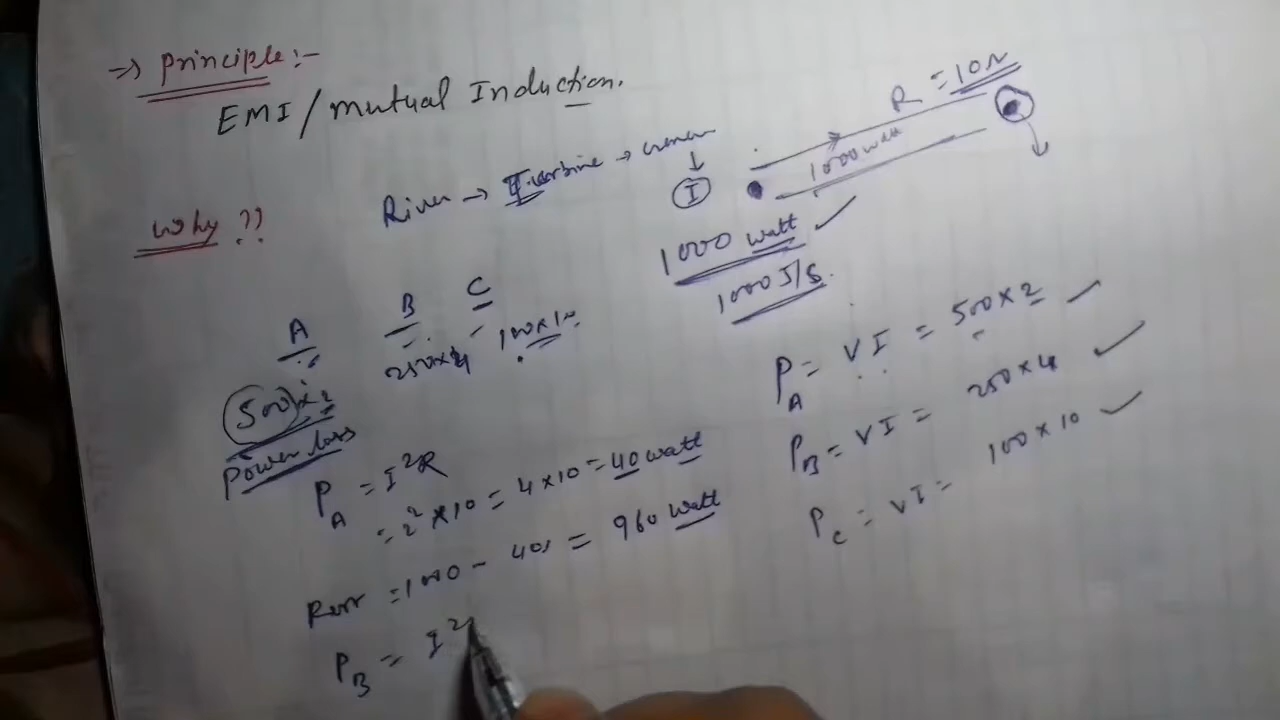 → Principle:-
EMI / mutual Induction.
R = 10Ω
1000 watt
River → Turbine →
I
Why ??
1000 watt ✓
1000 J/s.
A B C
500×2 250×4 100×10
Power loss
P_A = VI = 500×2 ✓
P_B = VI = 250×4 ✓
P_C = VI = 100×10 ✓
P_A = I²R
= 2²×10 = 4×10 = 40 watt
= 1000 - 40 = 960 watt
P_B = I²